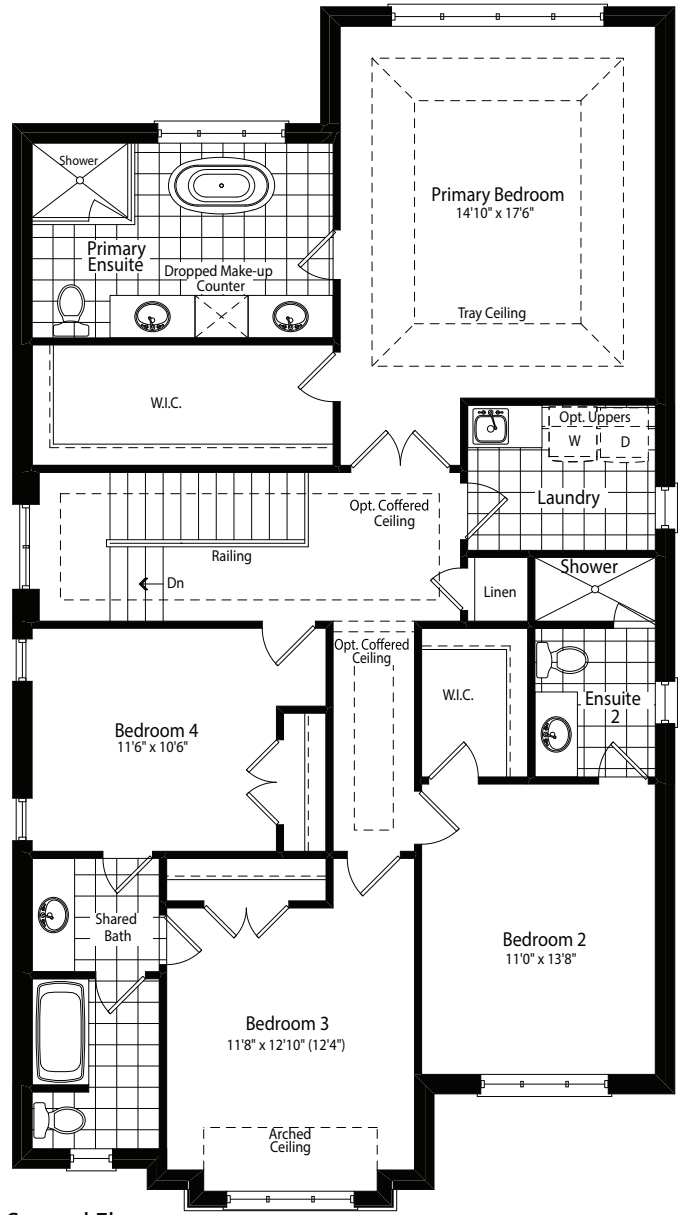 Shower
Primary
Ensuite
Dropped Make-up
Counter
Primary Bedroom
14'10" x 17'6"
Tray Ceiling
W.I.C.
Opt. Uppers
W
D
Laundry
Opt. Coffered
Ceiling
Railing
Dn
Linen
Shower
Opt. Coffered
Ceiling
W.I.C.
Ensuite
2
Bedroom 4
11'6" x 10'6"
Shared
Bath
Bedroom 2
11'0" x 13'8"
Bedroom 3
11'8" x 12'10" (12'4")
Arched
Ceiling